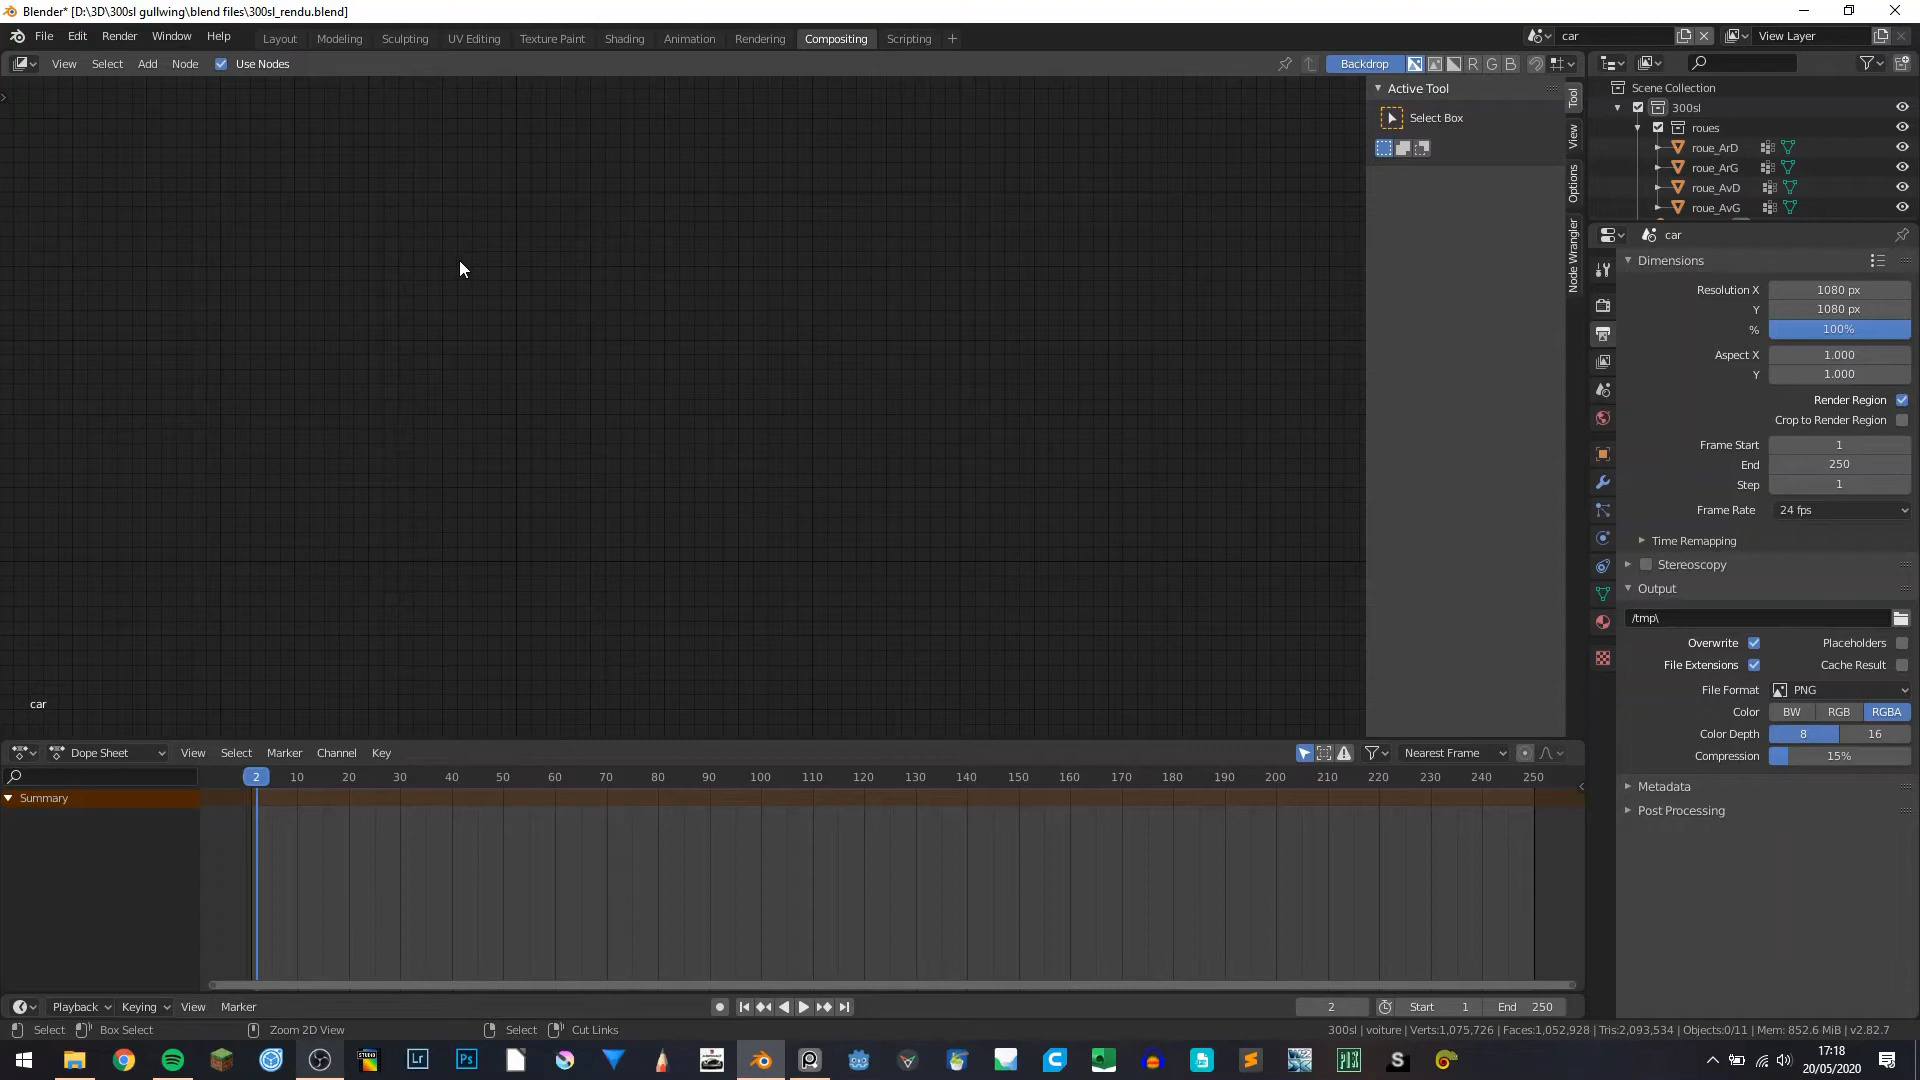 Blender* [D:\3D\300sl gullwing\blend files\300sl_rendu.blend]
File Edit Render Window Help Layout Modeling Sculpting UV Editing Texture Paint Shading Animation Rendering Compositing Scripting + car View Layer
View Select Add Node Use Nodes Backdrop R G B
Active Tool
Select Box
Tool
View
Options
Node Wrangler
Scene Collection
300sl
roues
roue_ArD
roue_ArG
roue_AvD
roue_AvG
car
Dimensions
Resolution X 1080 px
Y 1080 px
% 100%
Aspect X 1.000
Y 1.000
Render Region
Crop to Render Region
Frame Start 1
End 250
Step 1
Frame Rate 24 fps
Time Remapping
Stereoscopy
Output
/tmp\
Overwrite Placeholders
File Extensions Cache Result
File Format PNG
Color BW RGB RGBA
Color Depth 8 16
Compression 15%
Metadata
Post Processing
car
Dope Sheet View Select Marker Channel Key Nearest Frame
2 10 20 30 40 50 60 70 80 90 100 110 120 130 140 150 160 170 180 190 200 210 220 230 240 250
Summary
Playback Keying View Marker 2 Start 1 End 250
Select Box Select Zoom 2D View Select Cut Links 300sl | voiture | Verts:1,075,726 | Faces:1,052,928 | Tris:2,093,534 | Objects:0/11 | Mem: 852.6 MiB | v2.82.7
STUDIO Lr Ps S
17:18
20/05/2020